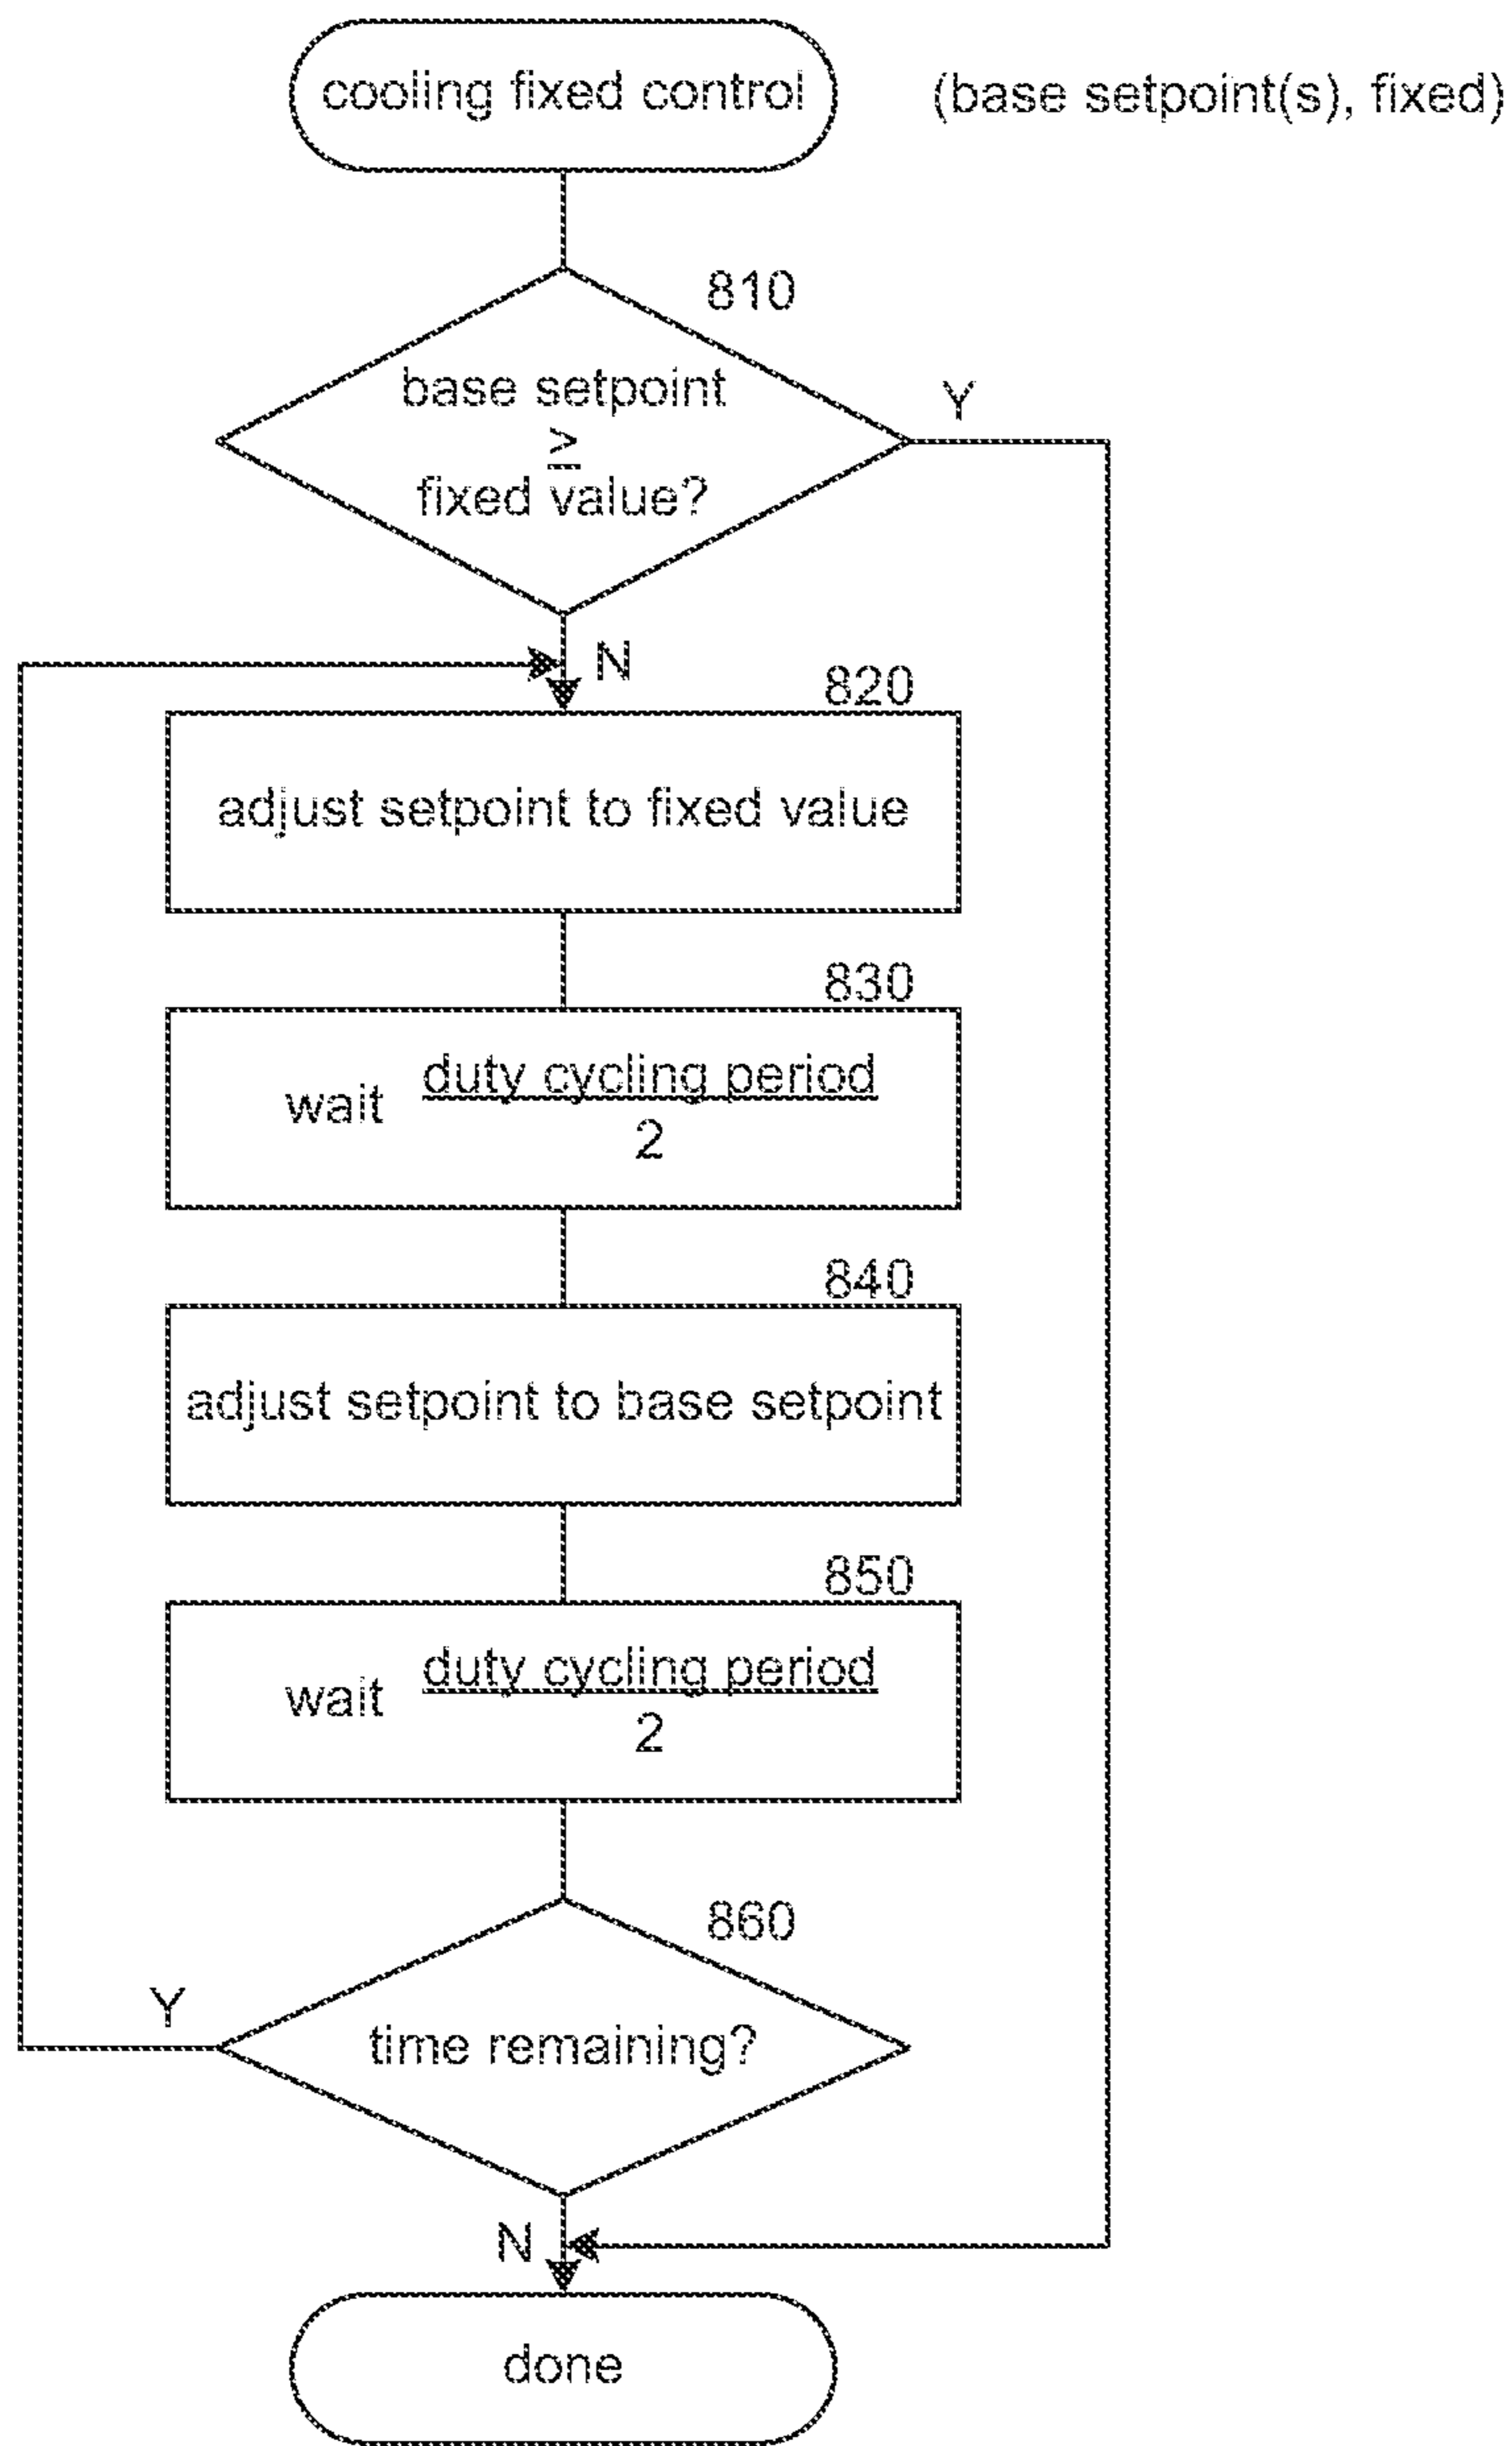 cooling fixed control
(base setpoint(s), fixed)
810
base setpoint
≥
fixed value?
Y
N
820
adjust setpoint to fixed value
830
duty cycling period
wait
2
840
adjust setpoint to base setpoint
850
duty cycling period
wait
2
860
Y
time remaining?
N
done